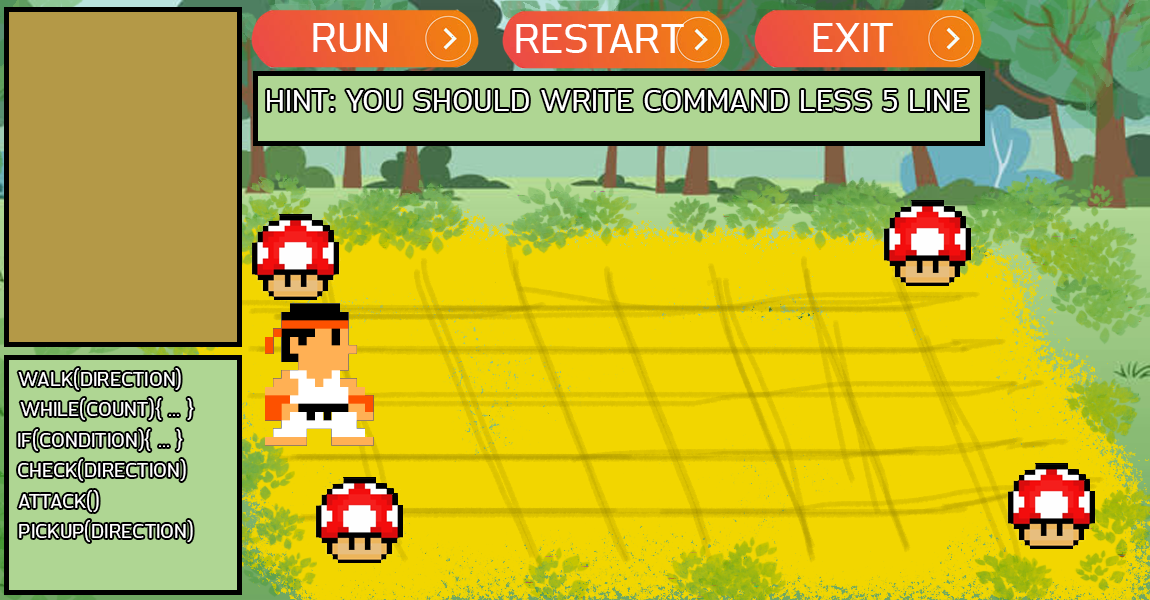 RUN
RESTART
EXIT
HINT: YOU SHOULD WRITE COMMAND LESS 5 LINE
WALK(DIRECTION)
WHILE(COUNT){ ... }
IF(CONDITION){ ... }
CHECK(DIRECTION)
ATTACK()
PICKUP(DIRECTION)